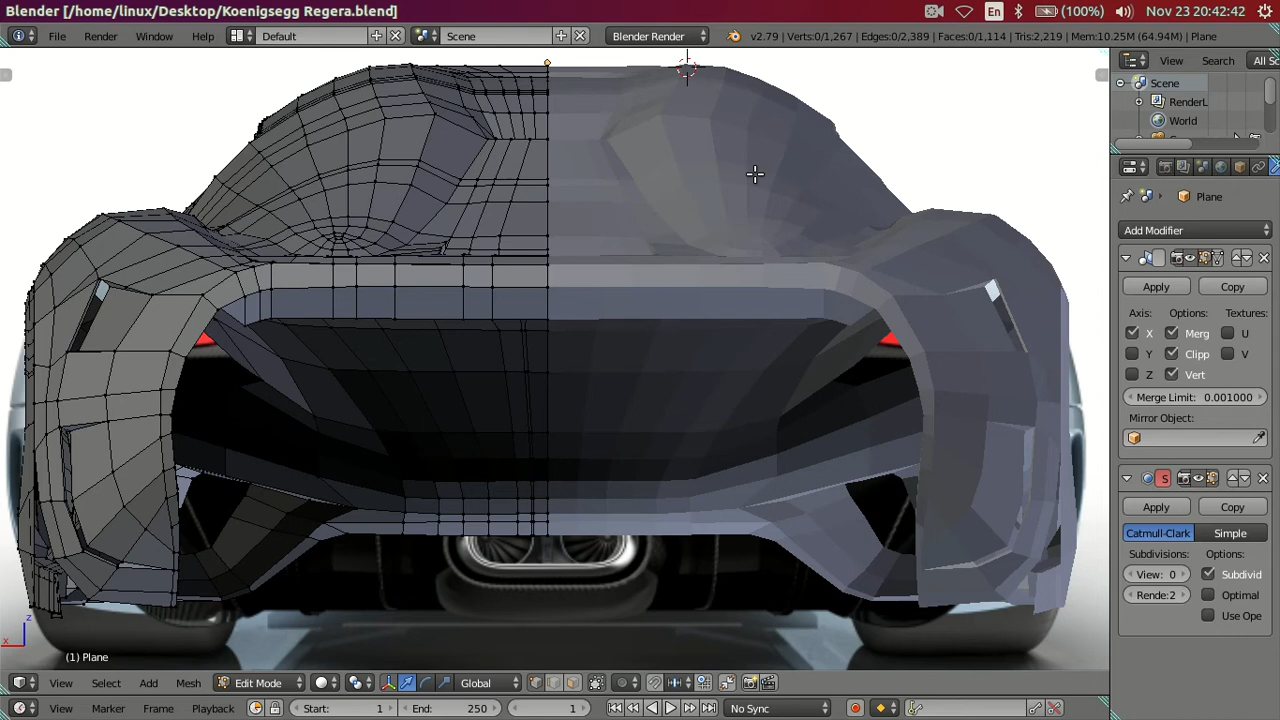 Blender [/home/linux/Desktop/Koenigsegg Regera.blend] En (100%) Nov 23 20:42:42
File Render Window Help Default Scene Blender Render v2.79 | Verts:0/1,267 | Edges:0/2,389 | Faces:0/1,114 | Tris:2,219 | Mem:10.25M (94.94M) | Plane View Search All Sc
Scene
RenderL
World
Plane
Add Modifier
Apply Copy
Axis: Options: Textures:
X Merg U
Y Clipp V
Z Vert
Merge Limit: 0.001000
Mirror Object:
S
Apply Copy
Catmull-Clark Simple
Subdivisions: Options:
View: 0 Subdivid
Rende:2 Optimal
Use Ope
z
x
(1) Plane
View Select Add Mesh Edit Mode Global
View Marker Frame Playback Start: 1 End: 250 1 No Sync